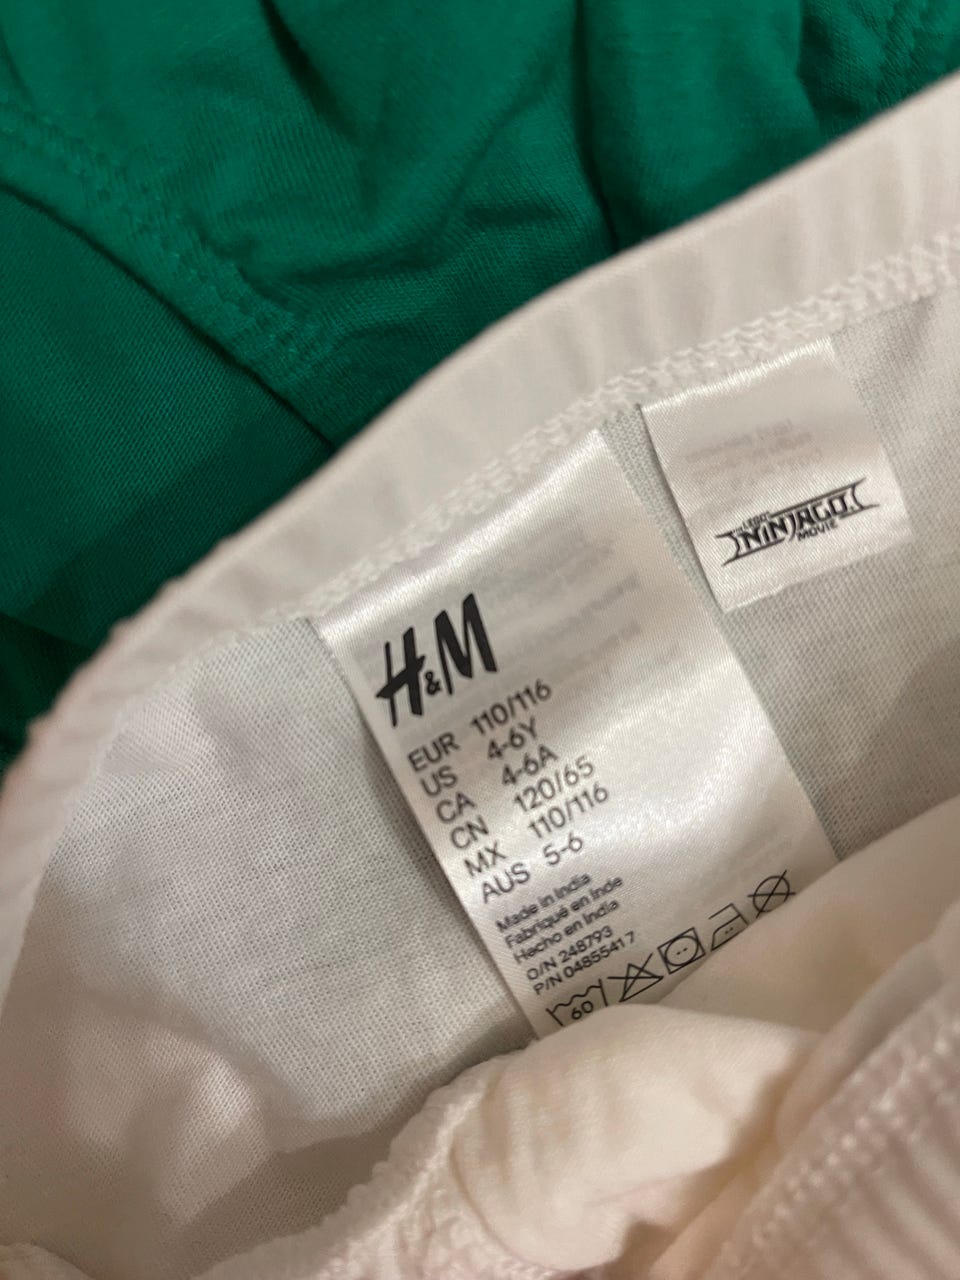 H&M
EUR 110/116
US 4-6Y
CA 4-6A
CN 120/65
MX 110/116
AUS 5-6
Made in India
Fabriqué en Inde
Hecho en India
O/N 248793
P/N 04855417
60
THE LEGO
NINJAGO
MOVIE